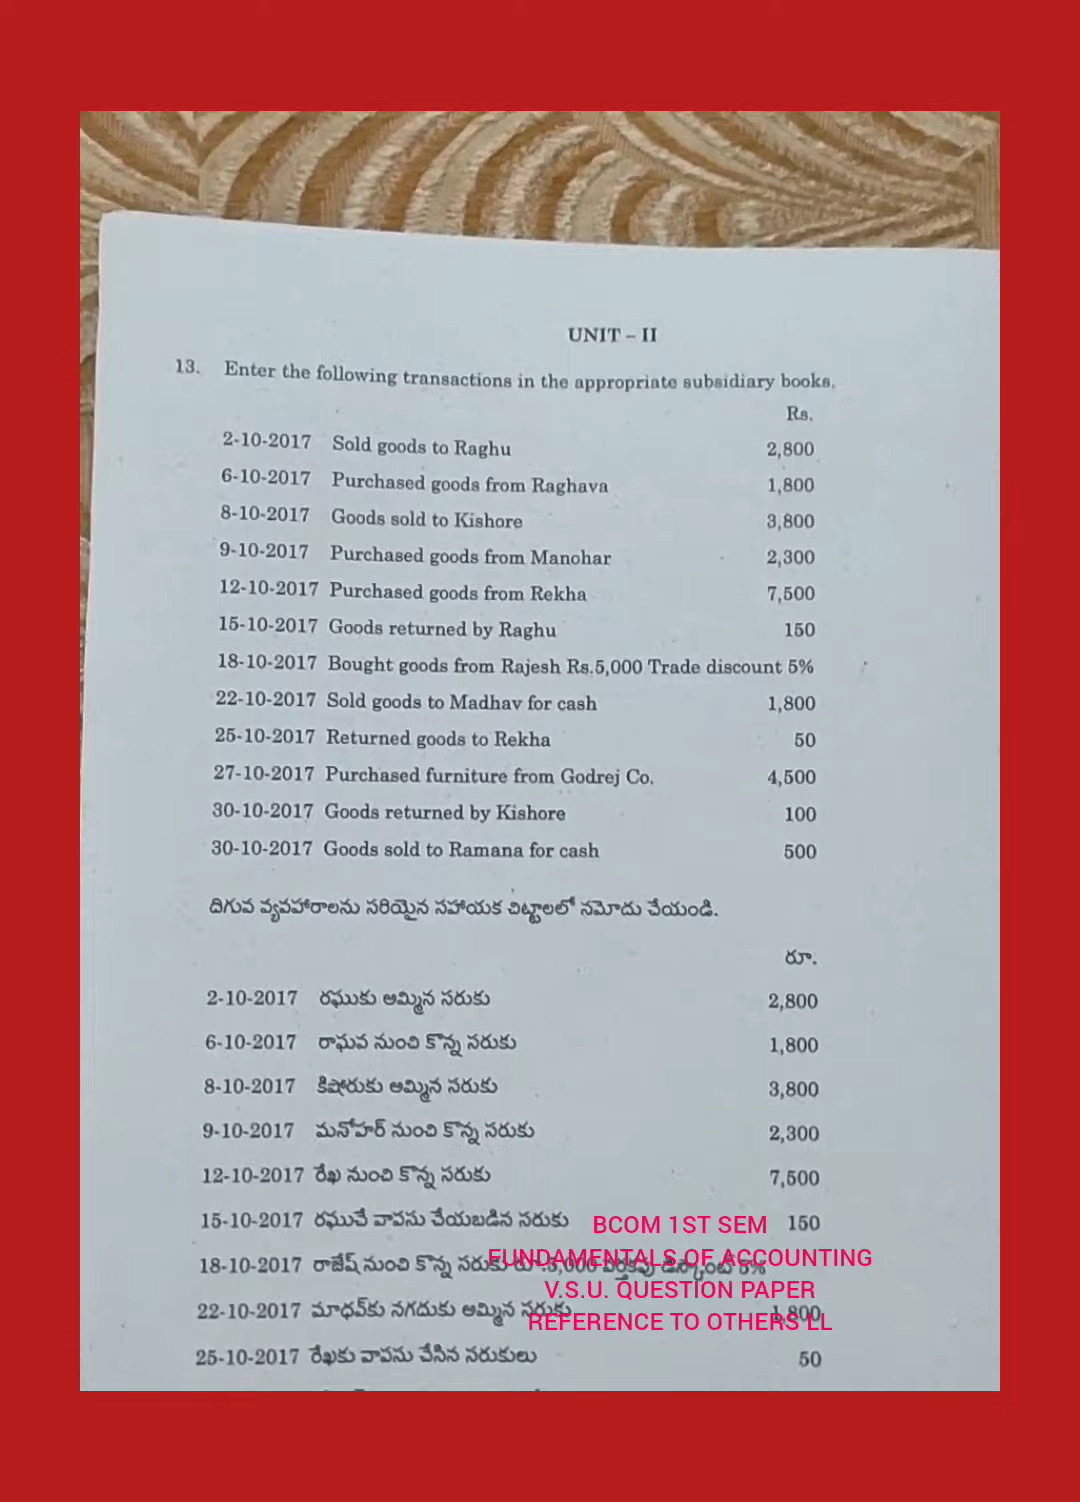 UNIT – II
13. Enter the following transactions in the appropriate subsidiary books.
Rs.
2-10-2017 Sold goods to Raghu 2,800
6-10-2017 Purchased goods from Raghava 1,800
8-10-2017 Goods sold to Kishore 3,800
9-10-2017 Purchased goods from Manohar 2,300
12-10-2017 Purchased goods from Rekha 7,500
15-10-2017 Goods returned by Raghu 150
18-10-2017 Bought goods from Rajesh Rs.5,000 Trade discount 5%
22-10-2017 Sold goods to Madhav for cash 1,800
25-10-2017 Returned goods to Rekha 50
27-10-2017 Purchased furniture from Godrej Co. 4,500
30-10-2017 Goods returned by Kishore 100
30-10-2017 Goods sold to Ramana for cash 500
దిగువ వ్యవహారాలను సరియైన సహాయక చిట్టాలలో నమోదు చేయండి.
రూ.
2-10-2017 రఘుకు అమ్మిన సరుకు 2,800
6-10-2017 రాఘవ నుంచి కొన్న సరుకు 1,800
8-10-2017 కిషోరుకు అమ్మిన సరుకు 3,800
9-10-2017 మనోహర్ నుంచి కొన్న సరుకు 2,300
12-10-2017 రేఖ నుంచి కొన్న సరుకు 7,500
15-10-2017 రఘుచే వాపసు చేయబడిన సరుకు 150
BCOM 1ST SEM
18-10-2017 రాజేష్ నుంచి కొన్న సరుకు రూ.5,000 వర్తకపు డిస్కౌంట్ 5%
FUNDAMENTALS OF ACCOUNTING
V.S.U. QUESTION PAPER
22-10-2017 మాధవ్‌కు నగదుకు అమ్మిన సరుకు 1,800
REFERENCE TO OTHERS LL
25-10-2017 రేఖకు వాపసు చేసిన సరుకులు 50